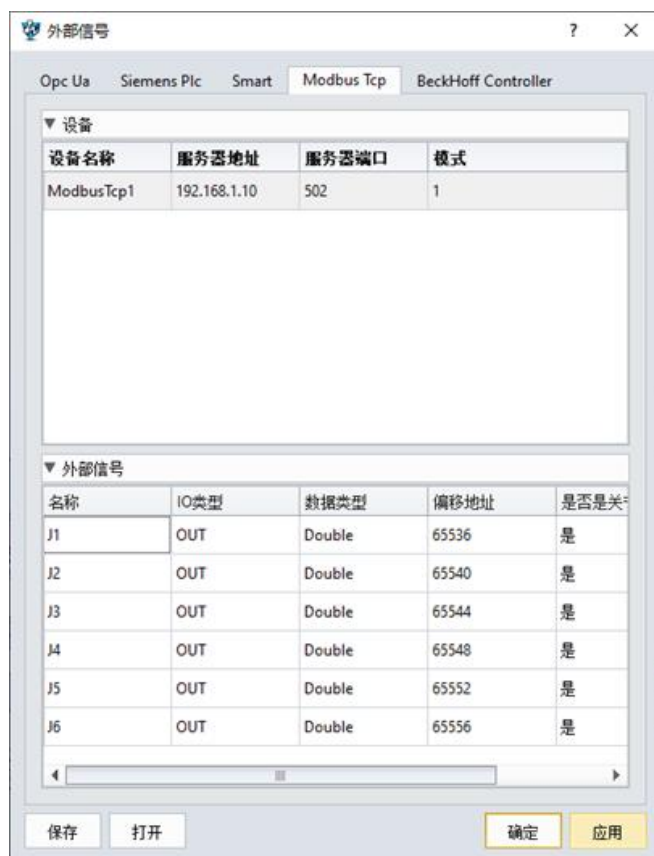 外部信号 ?
Opc Ua Siemens Plc Smart Modbus Tcp BeckHoff Controller
设备
设备名称 服务器地址 服务器端口 模式
ModbusTcp1 192.168.1.10 502 1
外部信号
名称 IO类型 数据类型 偏移地址 是否是关
J1 OUT Double 65536 是
J2 OUT Double 65540 是
J3 OUT Double 65544 是
J4 OUT Double 65548 是
J5 OUT Double 65552 是
J6 OUT Double 65556 是
保存 打开 确定 应用